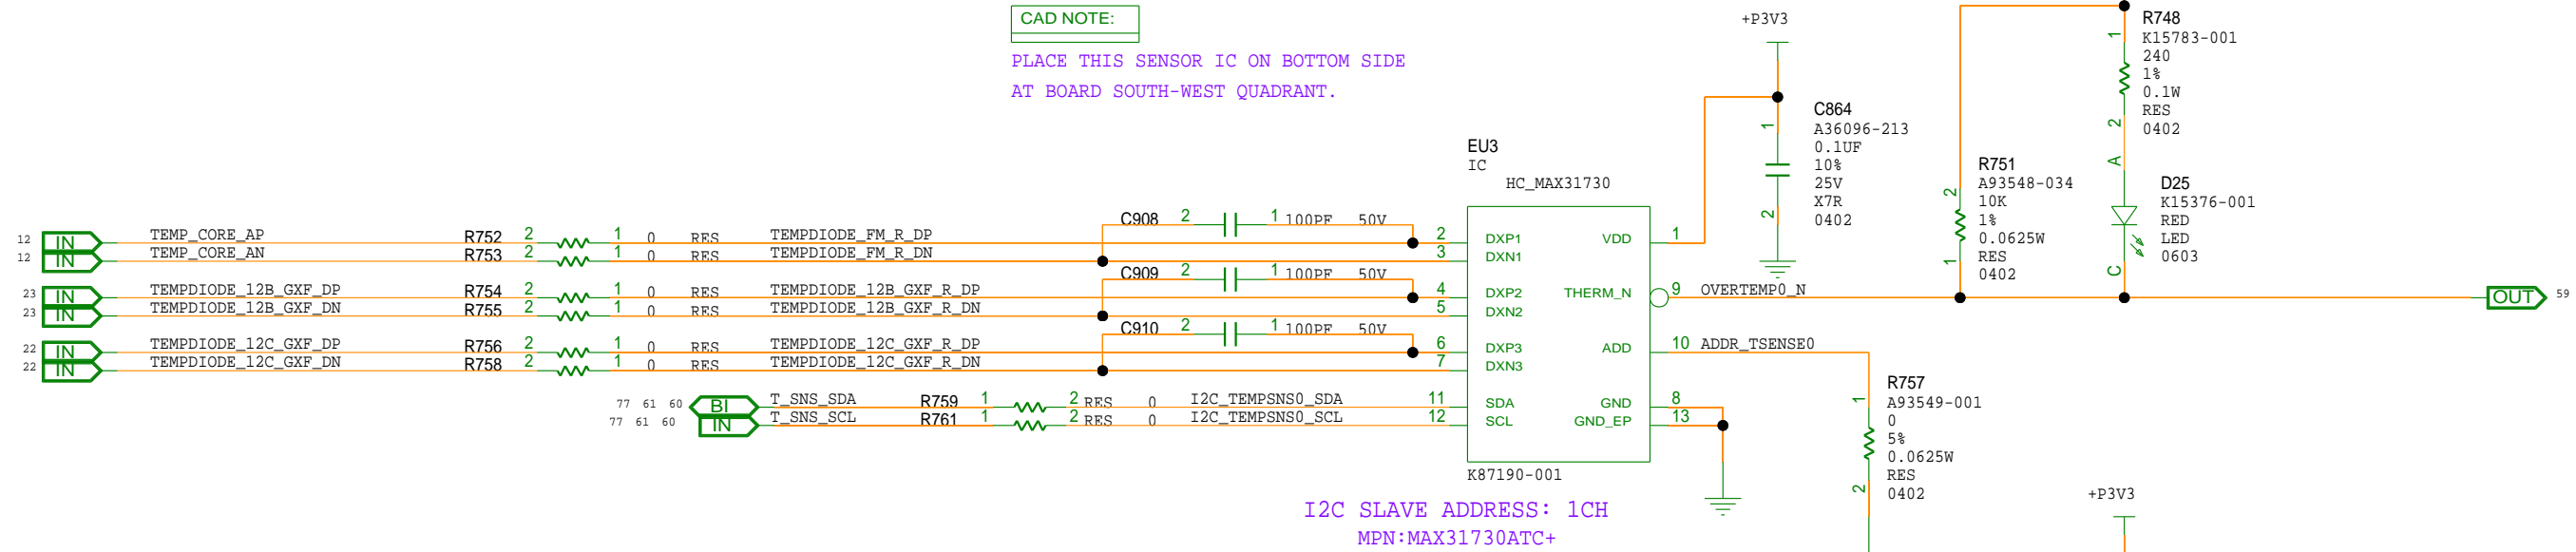 CAD NOTE:
PLACE THIS SENSOR IC ON BOTTOM SIDE
AT BOARD SOUTH-WEST QUADRANT.
+P3V3
C864
A36096-213
0.1UF
10%
25V
X7R
0402
1
2
R748
K15783-001
240
1%
0.1W
RES
0402
1
2
R751
A93548-034
10K
1%
0.0625W
RES
0402
2
1
A
D25
K15376-001
RED
LED
0603
C
EU3
IC
HC_MAX31730
C908 2 1 100PF 50V
12 IN TEMP_CORE_AP R752 2 1 0 RES TEMPDIODE_FM_R_DP 2 DXP1 VDD 1
12 IN TEMP_CORE_AN R753 2 1 0 RES TEMPDIODE_FM_R_DN 3 DXN1
C909 2 1 100PF 50V
23 IN TEMPDIODE_12B_GXF_DP R754 2 1 0 RES TEMPDIODE_12B_GXF_R_DP 4 DXP2 THERM_N 9 OVERTEMP0_N OUT 59
23 IN TEMPDIODE_12B_GXF_DN R755 2 1 0 RES TEMPDIODE_12B_GXF_R_DN 5 DXN2
C910 2 1 100PF 50V
22 IN TEMPDIODE_12C_GXF_DP R756 2 1 0 RES TEMPDIODE_12C_GXF_R_DP 6 DXP3 ADD 10 ADDR_TSENSE0
22 IN TEMPDIODE_12C_GXF_DN R758 2 1 0 RES TEMPDIODE_12C_GXF_R_DN 7 DXN3
77 61 60 BI T_SNS_SDA R759 1 2 RES 0 I2C_TEMPSNS0_SDA 11 SDA GND 8
77 61 60 IN T_SNS_SCL R761 1 2 RES 0 I2C_TEMPSNS0_SCL 12 SCL GND_EP 13
K87190-001
R757
A93549-001
0
5%
0.0625W
RES
0402
1
2
I2C SLAVE ADDRESS: 1CH
MPN:MAX31730ATC+
+P3V3